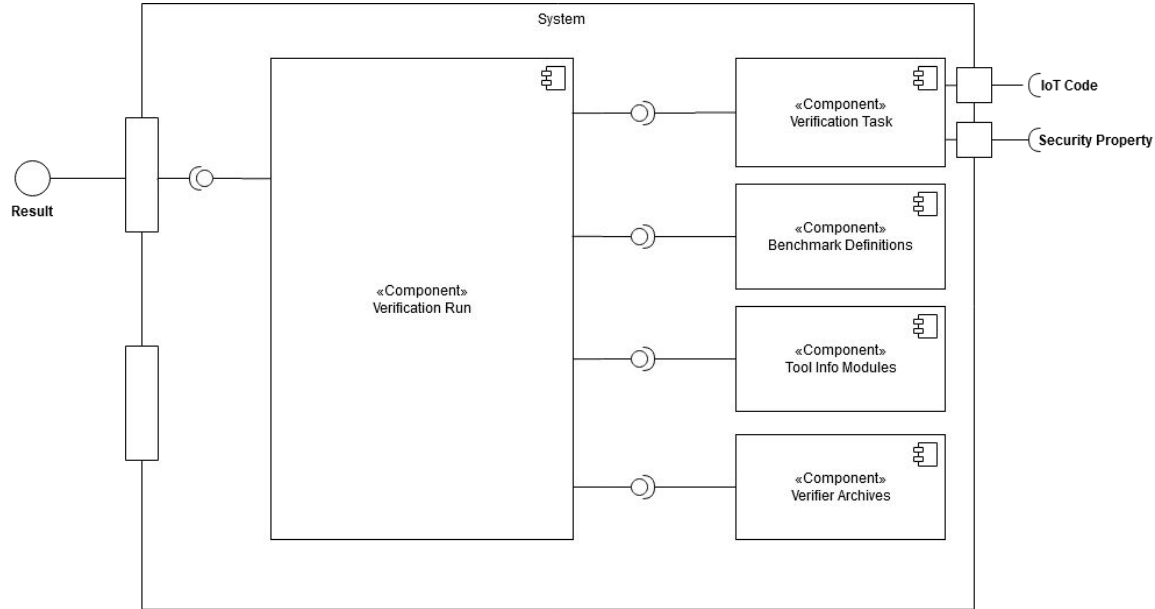 System
«Component»
Verification Task
IoT Code
Security Property
Result
«Component»
Benchmark Definitions
«Component»
Verification Run
«Component»
Tool Info Modules
«Component»
Verifier Archives